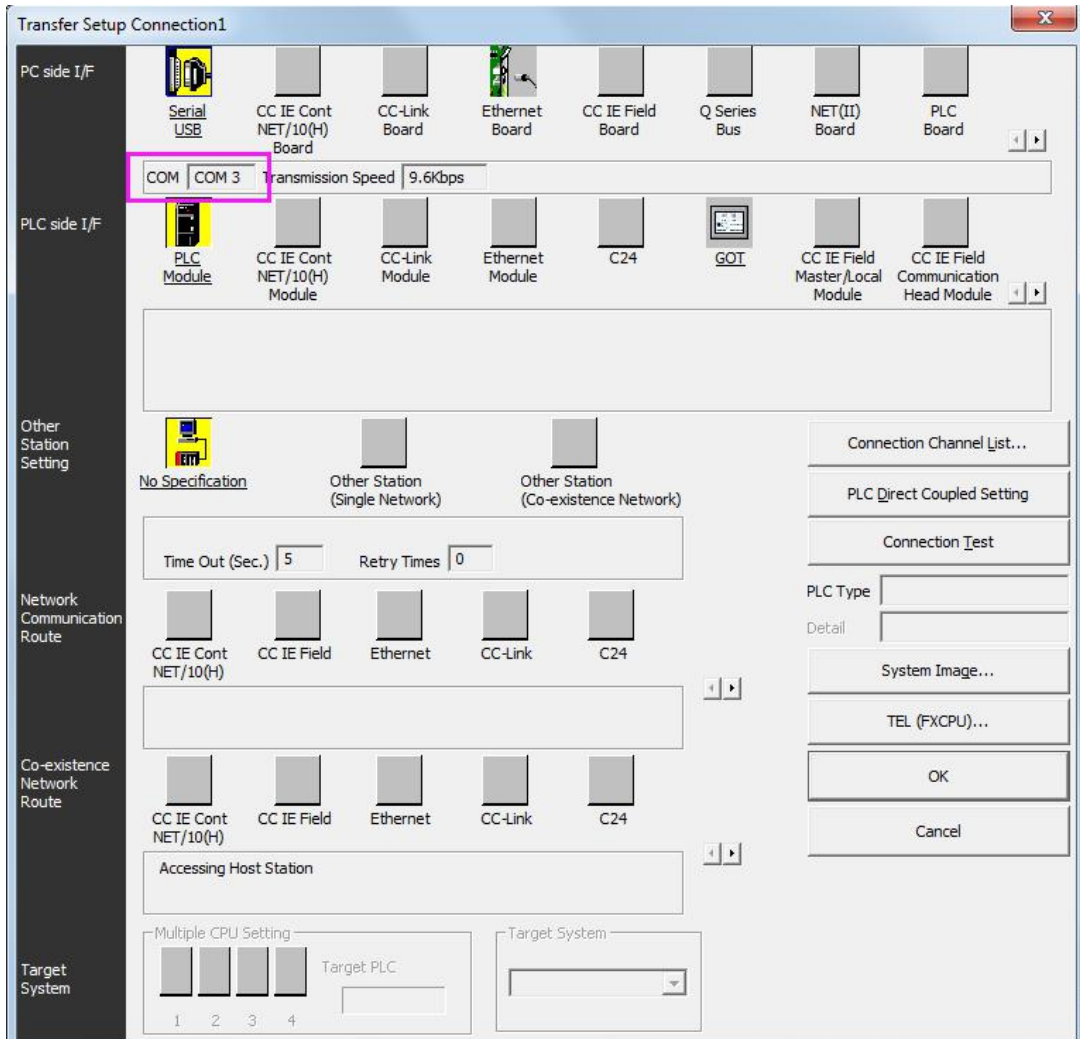 Transfer Setup Connection1
PC side I/F
Serial
USB
CC IE Cont
NET/10(H)
Board
CC-Link
Board
Ethernet
Board
CC IE Field
Board
Q Series
Bus
NET(II)
Board
PLC
Board
COM COM 3 Transmission Speed 9.6Kbps
PLC side I/F
PLC
Module
CC IE Cont
NET/10(H)
Module
CC-Link
Module
Ethernet
Module
C24
GOT
CC IE Field
Master/Local
Module
CC IE Field
Communication
Head Module
Other
Station
Setting
No Specification
Other Station
(Single Network)
Other Station
(Co-existence Network)
Time Out (Sec.) 5 Retry Times 0
Connection Channel List...
PLC Direct Coupled Setting
Connection Test
PLC Type
Detail
System Image...
TEL (FXCPU)...
OK
Cancel
Network
Communication
Route
CC IE Cont
NET/10(H)
CC IE Field
Ethernet
CC-Link
C24
Co-existence
Network
Route
CC IE Cont
NET/10(H)
CC IE Field
Ethernet
CC-Link
C24
Accessing Host Station
Target
System
Multiple CPU Setting
Target PLC
1 2 3 4
Target System